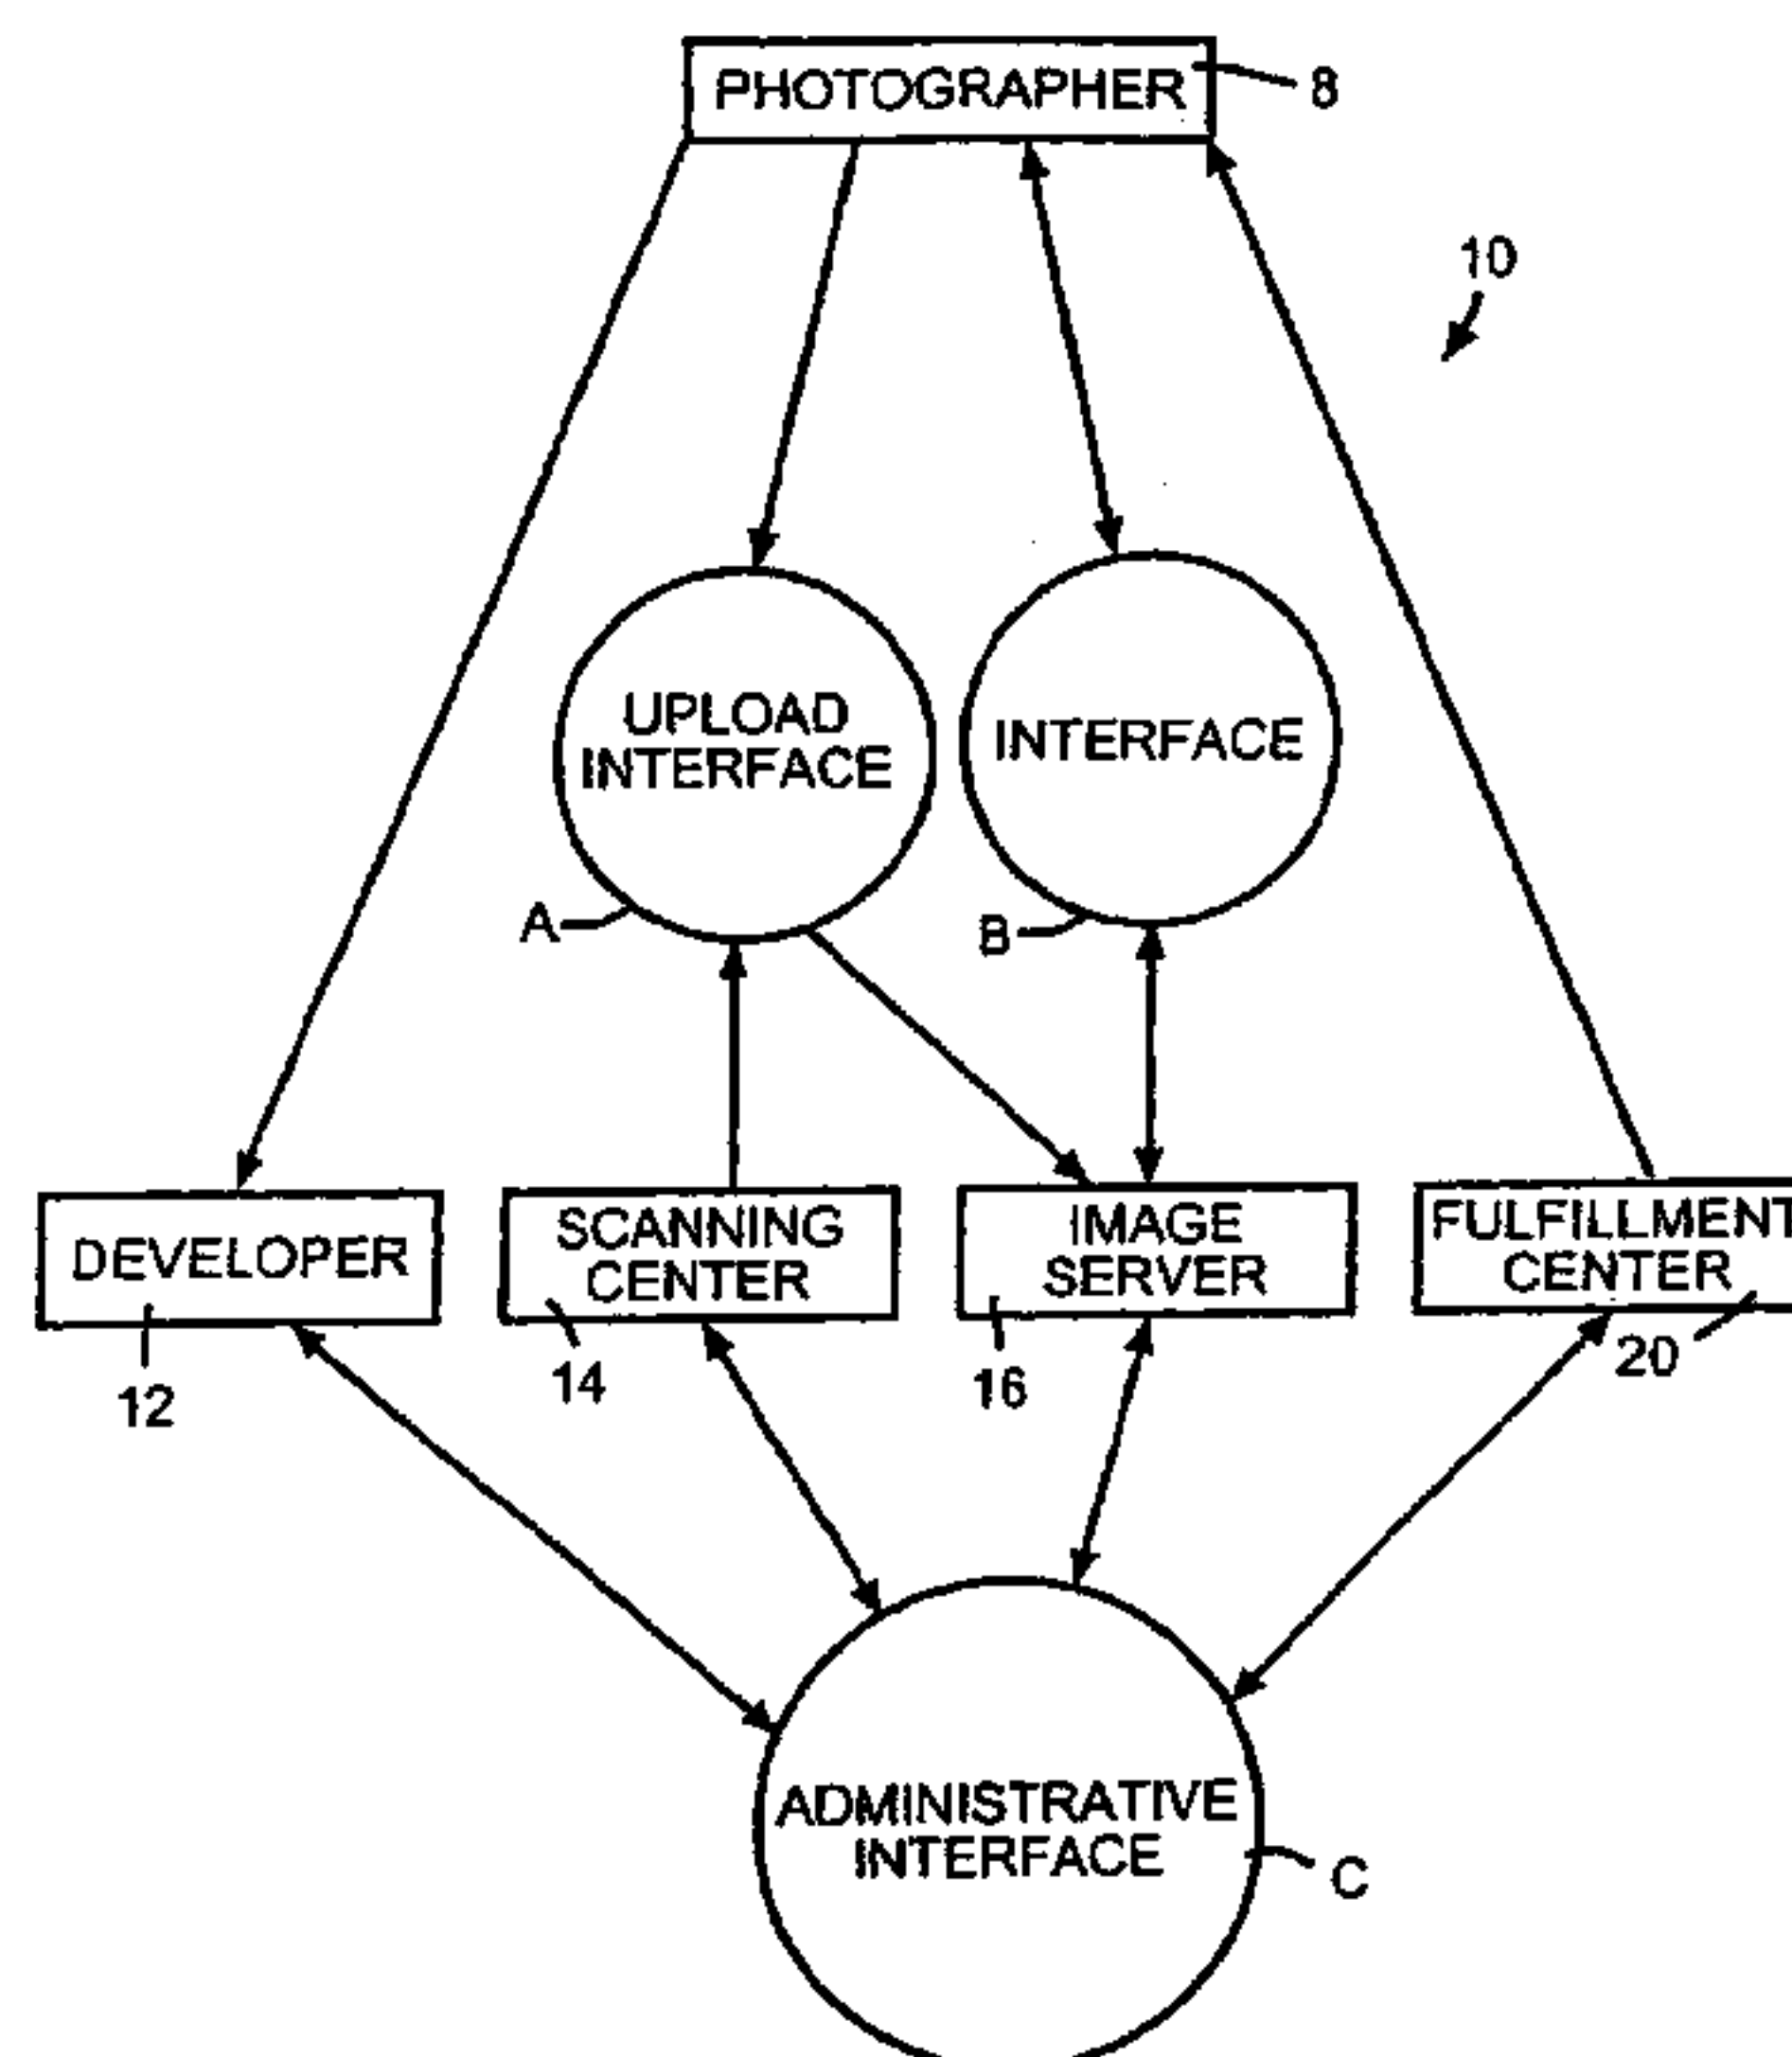 PHOTOGRAPHER
8
10
UPLOAD
INTERFACE
INTERFACE
A
B
DEVELOPER
SCANNING
CENTER
IMAGE
SERVER
FULFILLMENT
CENTER
12
14
16
20
ADMINISTRATIVE
INTERFACE
C